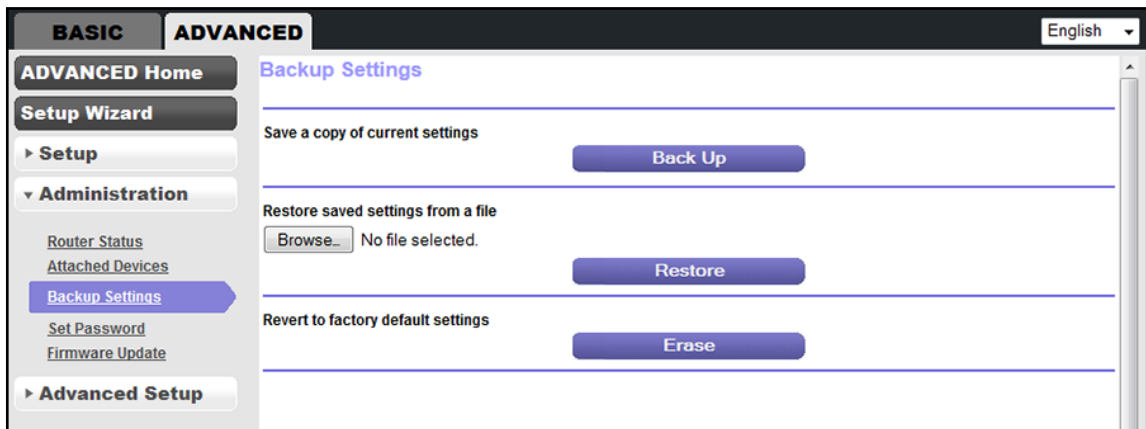 BASIC ADVANCED English
ADVANCED Home
Setup Wizard
Setup
Administration
Router Status
Attached Devices
Backup Settings
Set Password
Firmware Update
Advanced Setup
Backup Settings
Save a copy of current settings
Back Up
Restore saved settings from a file
Browse… No file selected.
Restore
Revert to factory default settings
Erase